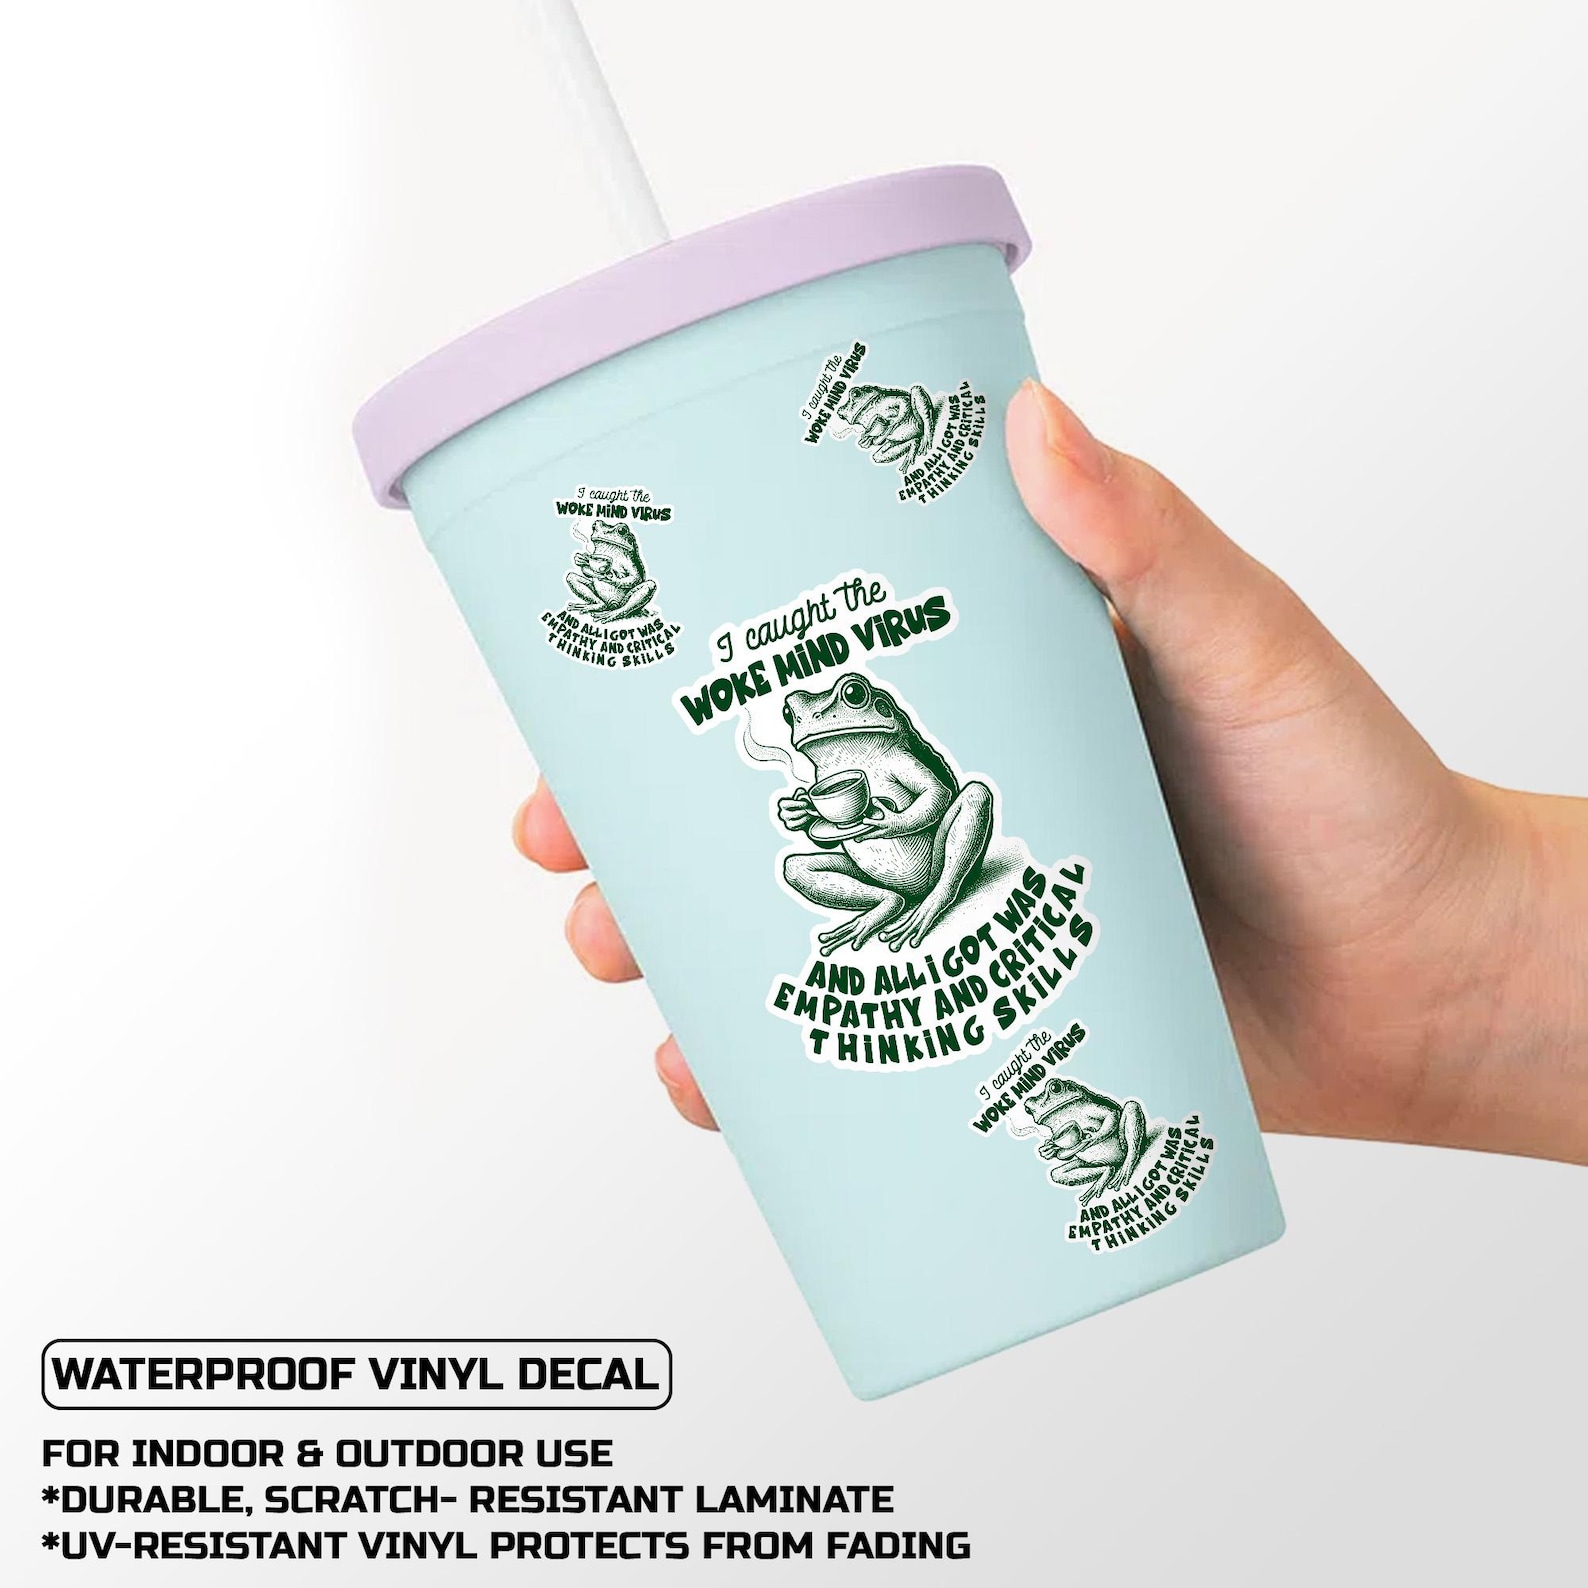 I caught the
WOKE MiND ViRUS
AND ALL i GOT WAS
EMPATHY AND CRiTiCAL
THiNKiNG SKiLLS
I caught the
WOKE MiND VIRUS
AND ALL I GOT WAS
EMPATHY AND CRiTiCAL
THiNKiNG SKiLLS
I caught the
WOKE MiND ViRUS
AND ALL i GOT WAS
EMPATHY AND CRiTiCAL
THiNKiNG SKiLLS
I caught the
WOKE MiND ViRUS
AND ALL i GOT WAS
EMPATHY AND CRiTiCAL
THiNKiNG SKiLLS
WATERPROOF VINYL DECAL
FOR INDOOR & OUTDOOR USE
*DURABLE, SCRATCH- RESISTANT LAMINATE
*UV-RESISTANT VINYL PROTECTS FROM FADING